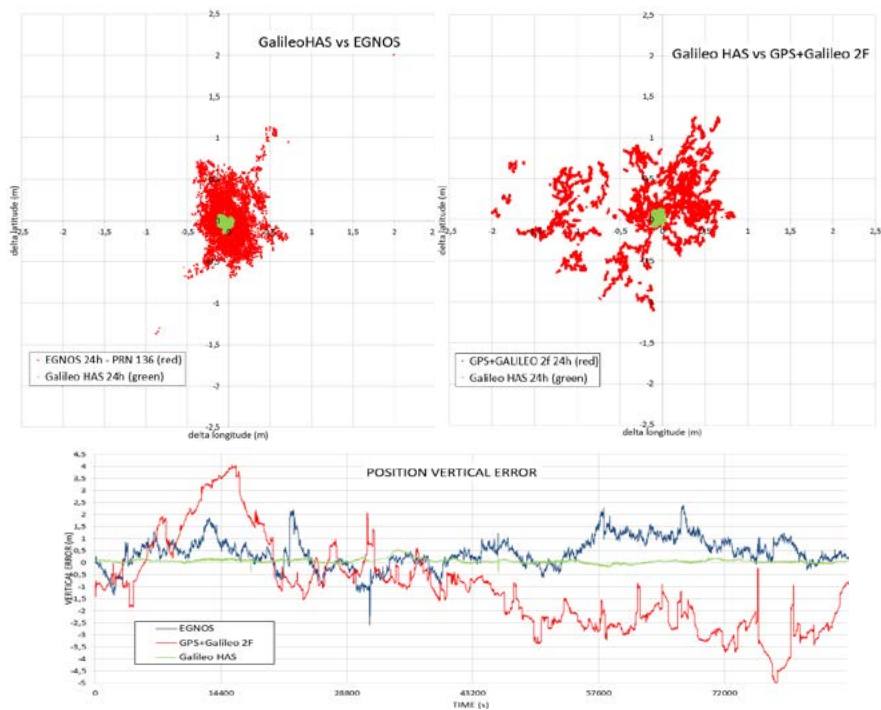 GalileoHAS vs EGNOS
2,5
2
1,5
1
0
-2 -1,5 -1 -0,5 0 0,5 1 1,5 2 2,5
-1
-1,5
-2
-2,5
delta latitude (m)
delta longitude (m)
EGNOS 24h - PRN 136 (red)
Galileo HAS 24h (green)
Galileo HAS vs GPS+Galileo 2F
2,5
2
1,5
1
0
-2 -1,5 -1 -0,5 0 0,5 1 1,5 2 2,5
-0,5
-1
-1,5
-2
-2,5
delta latitude (m)
delta longitude (m)
GPS+GALILEO 2f 24h (red)
Galileo HAS 24h (green)
POSITION VERTICAL ERROR
VERTICAL ERROR (m)
4,5
4
3,5
3
2,5
2
1,5
1
0,5
0
-0,5
-1
-1,5
-2
-2,5
-3
-3,5
-4
-4,5
-5
EGNOS
GPS+Galileo 2F
Galileo HAS
0 14400 28800 43200 57600 72000
TIME (s)